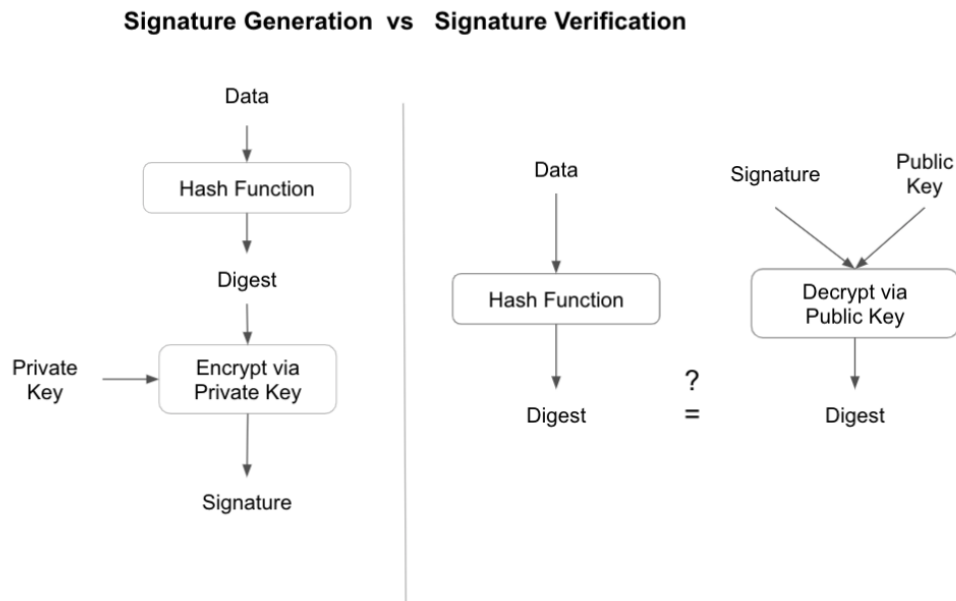 Signature Generation vs Signature Verification
Data
Hash Function
Digest
Private
Key
Encrypt via
Private Key
Signature
Data
Hash Function
Digest
?
=
Signature
Public
Key
Decrypt via
Public Key
Digest